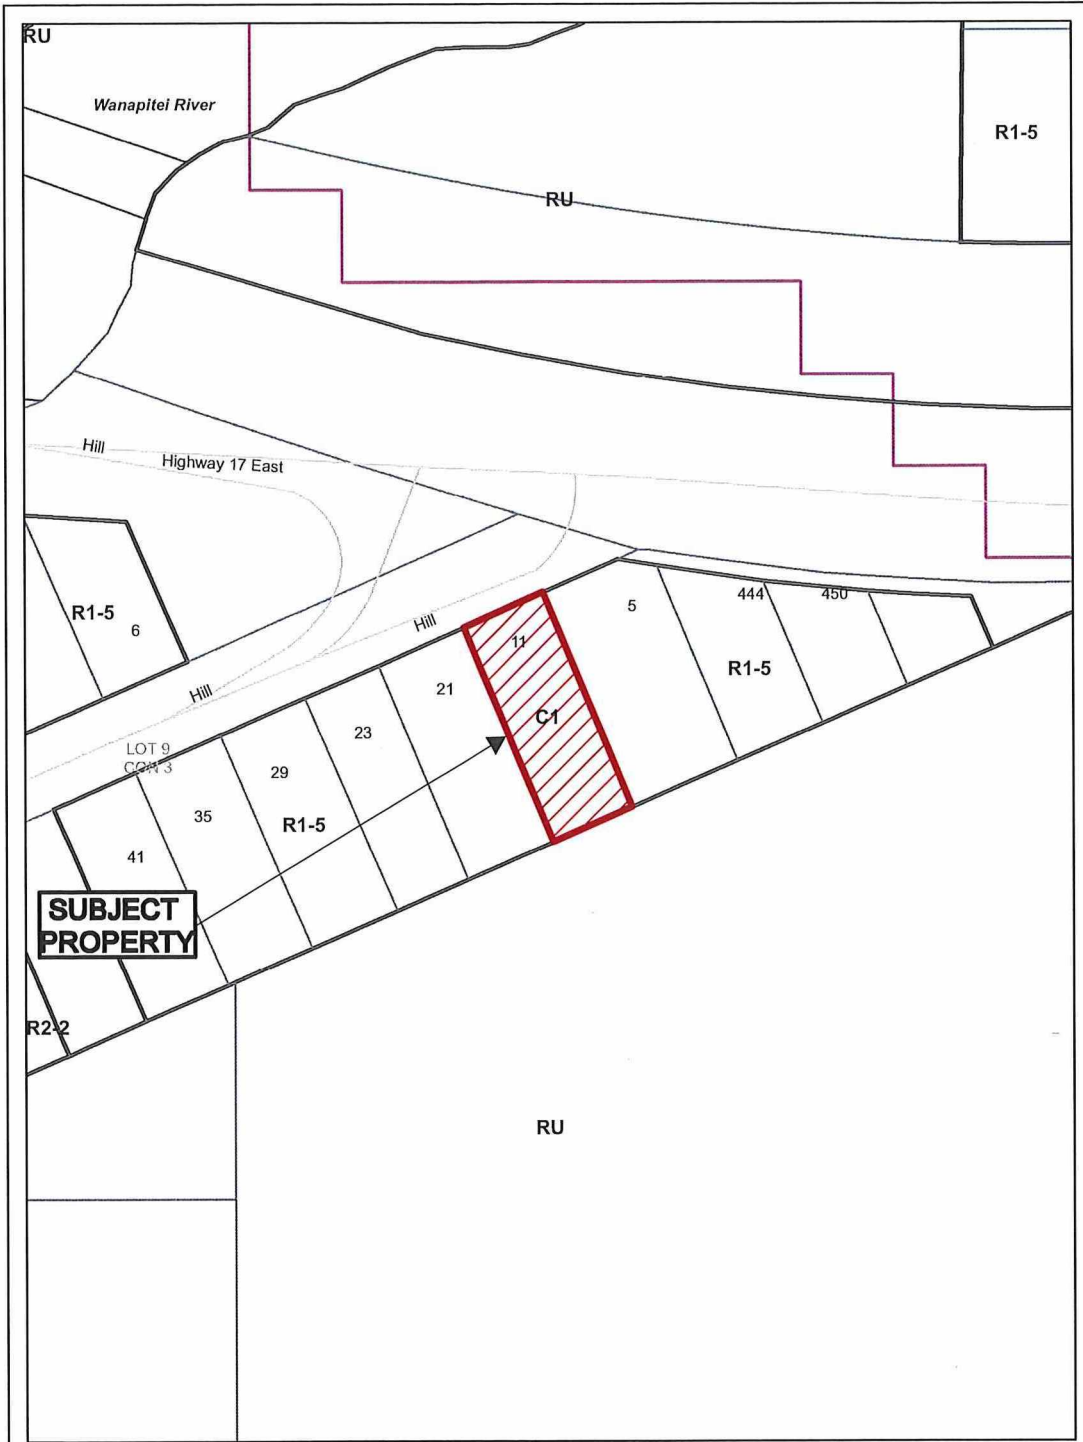 RU
Wanapitei River
R1-5
RU
Hill
Highway 17 East
R1-5
6
Hill
5
444
450
11
Hill
21
R1-5
C1
23
LOT 9
CON 3
29
R1-5
35
41
SUBJECT
PROPERTY
R2-2
RU